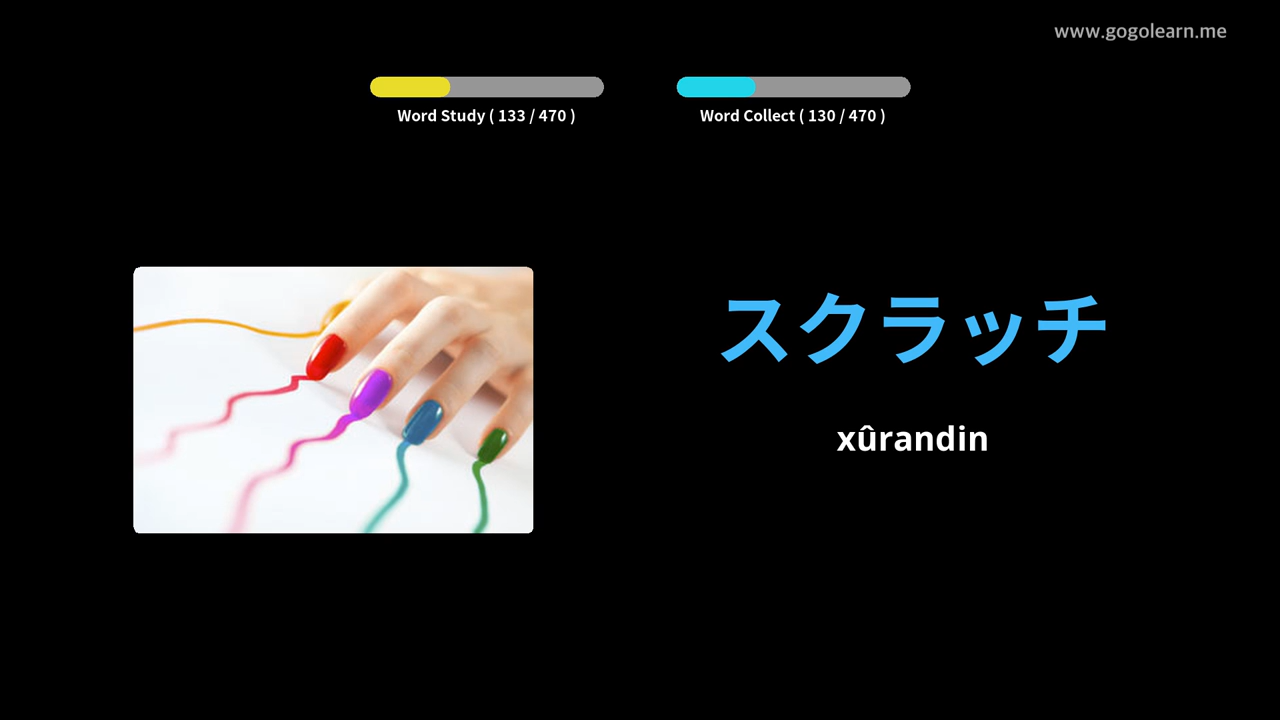 www.gogolearn.me
Word Study ( 133 / 470 )
Word Collect ( 130 / 470 )
スクラッチ
xûrandin